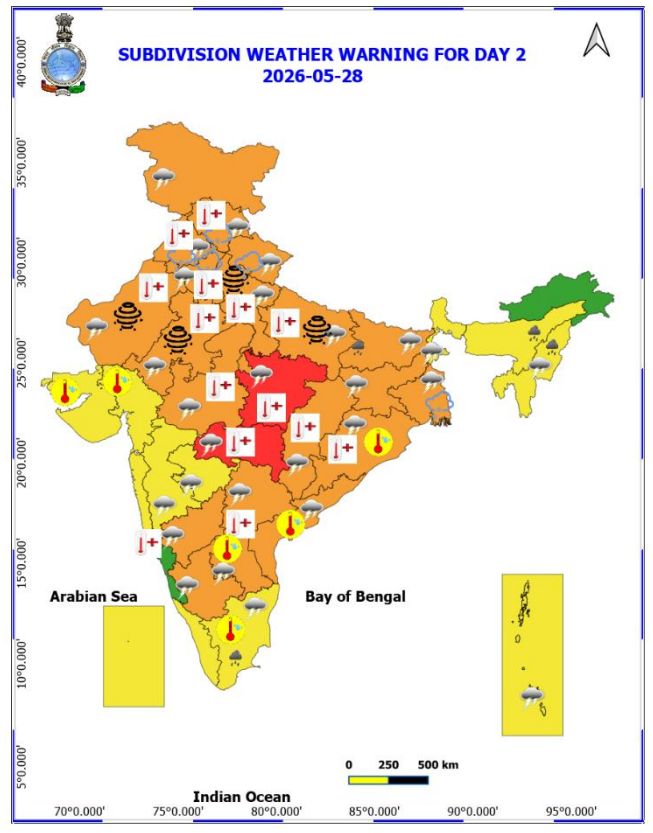 SUBDIVISION WEATHER WARNING FOR DAY 2
2026-05-28
40°0.000'
35°0.000'
30°0.000'
25°0.000'
20°0.000'
15°0.000'
10°0.000'
5°0.000'
Arabian Sea
Bay of Bengal
0 250 500 km
Indian Ocean
70°0.000' 75°0.000' 80°0.000' 85°0.000' 90°0.000' 95°0.000'